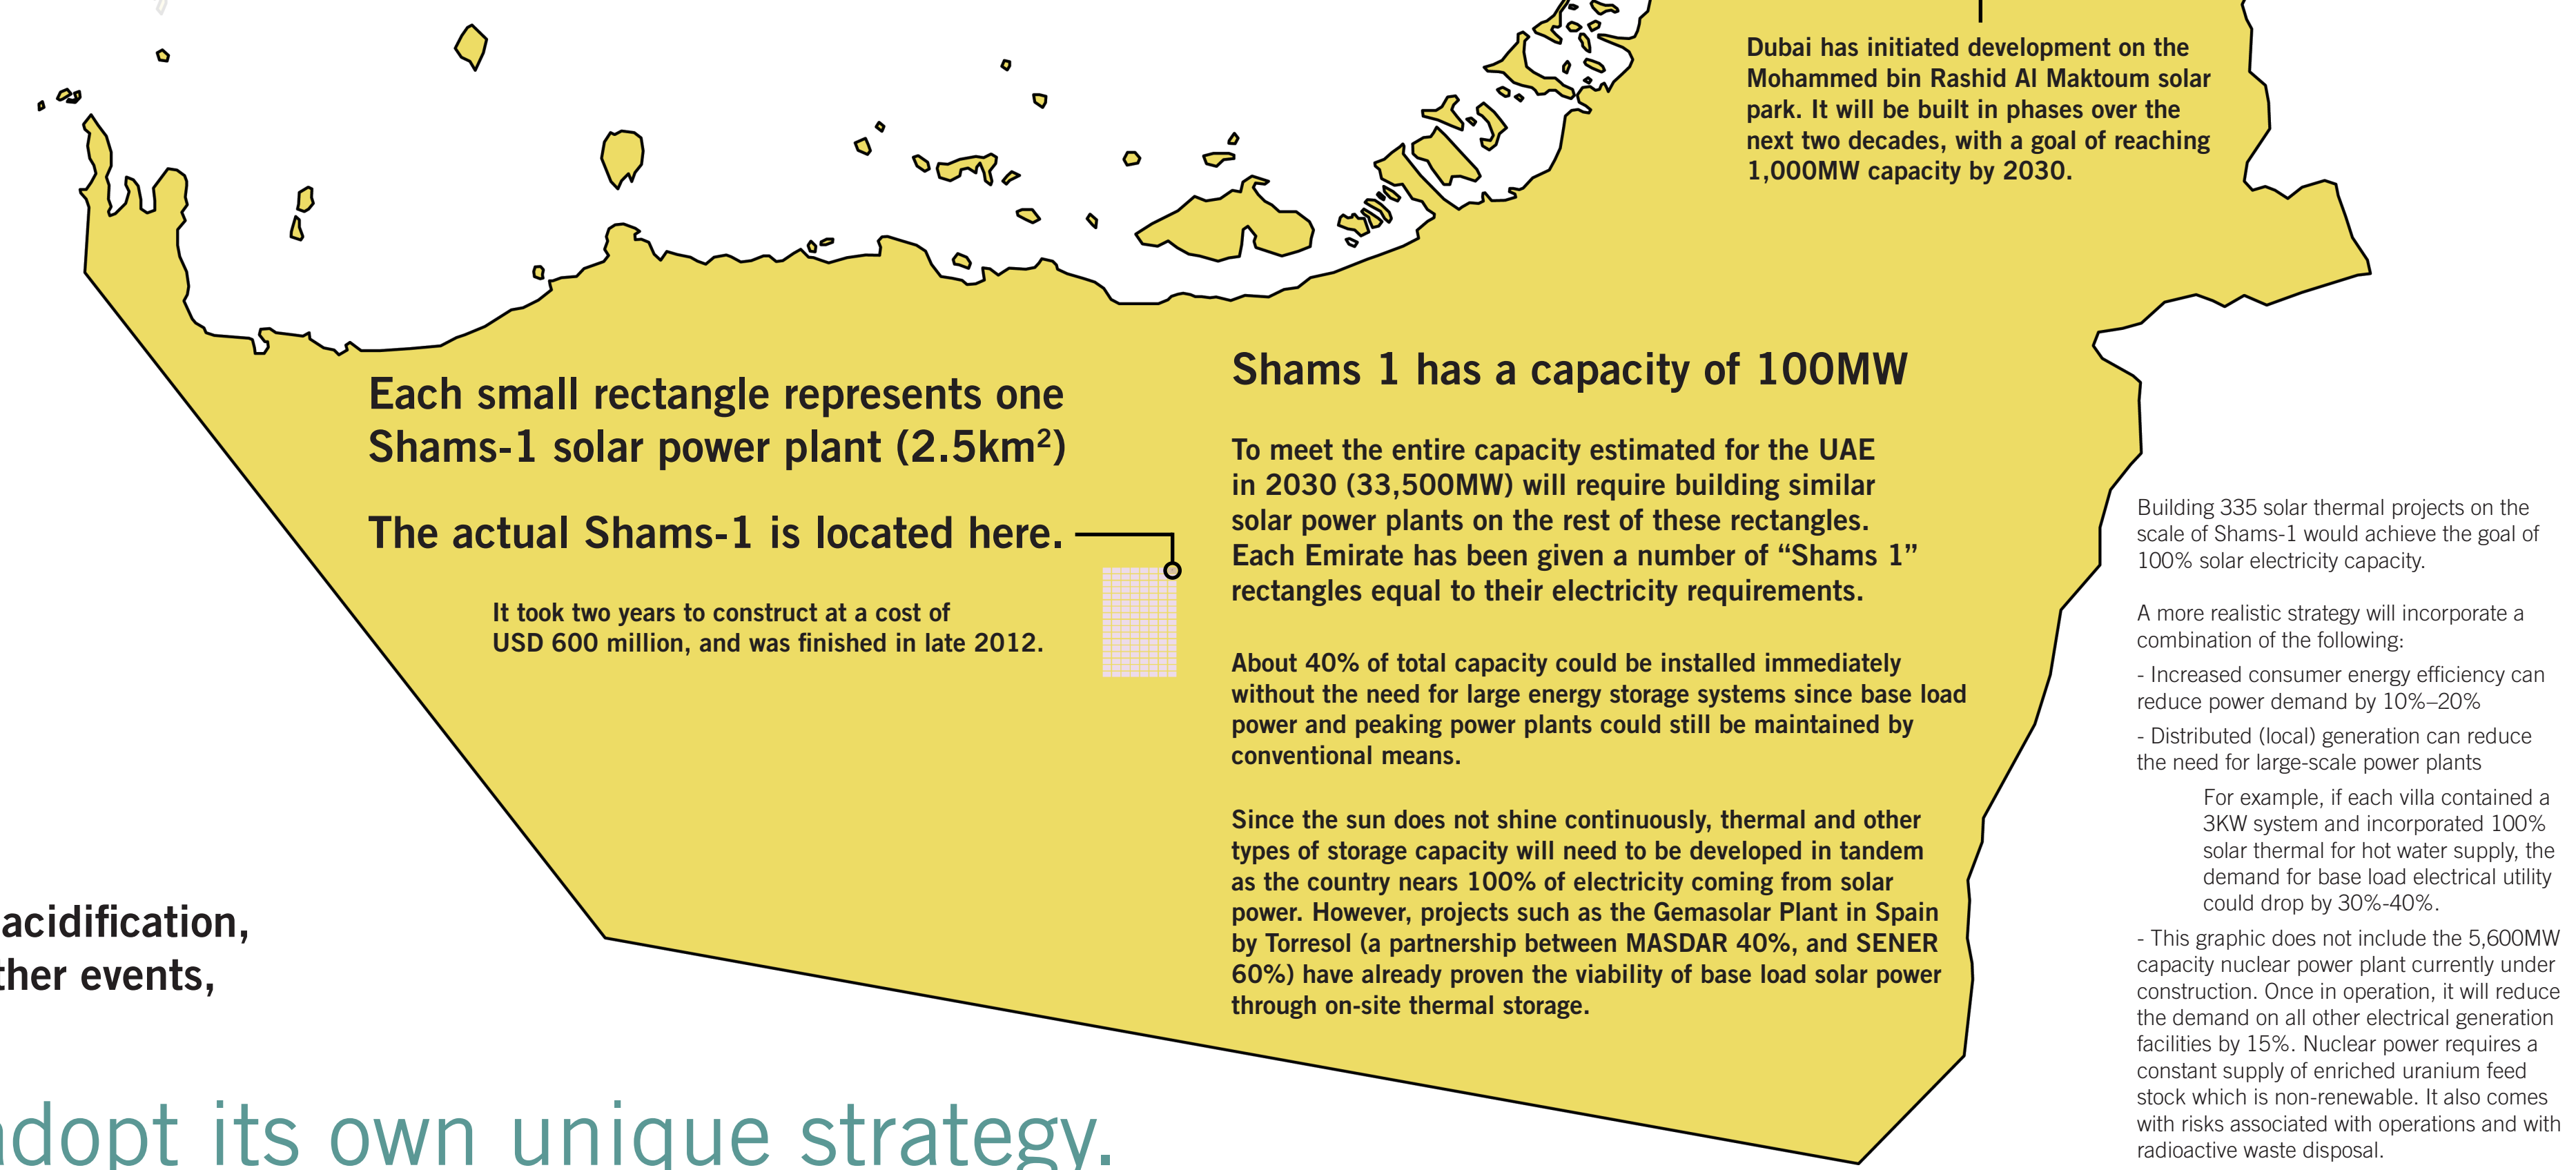 Dubai has initiated development on the
Mohammed bin Rashid Al Maktoum solar
park. It will be built in phases over the
next two decades, with a goal of reaching
1,000MW capacity by 2030.
Each small rectangle represents one
Shams-1 solar power plant (2.5km²)
The actual Shams-1 is located here.
It took two years to construct at a cost of
USD 600 million, and was finished in late 2012.
Shams 1 has a capacity of 100MW
To meet the entire capacity estimated for the UAE
in 2030 (33,500MW) will require building similar
solar power plants on the rest of these rectangles.
Each Emirate has been given a number of “Shams 1”
rectangles equal to their electricity requirements.
About 40% of total capacity could be installed immediately
without the need for large energy storage systems since base load
power and peaking power plants could still be maintained by
conventional means.
Since the sun does not shine continuously, thermal and other
types of storage capacity will need to be developed in tandem
as the country nears 100% of electricity coming from solar
power. However, projects such as the Gemasolar Plant in Spain
by Torresol (a partnership between MASDAR 40%, and SENER
60%) have already proven the viability of base load solar power
through on-site thermal storage.
Building 335 solar thermal projects on the
scale of Shams-1 would achieve the goal of
100% solar electricity capacity.
A more realistic strategy will incorporate a
combination of the following:
- Increased consumer energy efficiency can
reduce power demand by 10%–20%
- Distributed (local) generation can reduce
the need for large-scale power plants
For example, if each villa contained a
3KW system and incorporated 100%
solar thermal for hot water supply, the
demand for base load electrical utility
could drop by 30%-40%.
- This graphic does not include the 5,600MW
capacity nuclear power plant currently under
construction. Once in operation, it will reduce
the demand on all other electrical generation
facilities by 15%. Nuclear power requires a
constant supply of enriched uranium feed
stock which is non-renewable. It also comes
with risks associated with operations and with
radioactive waste disposal.
acidification,
ther events,
adopt its own unique strategy.